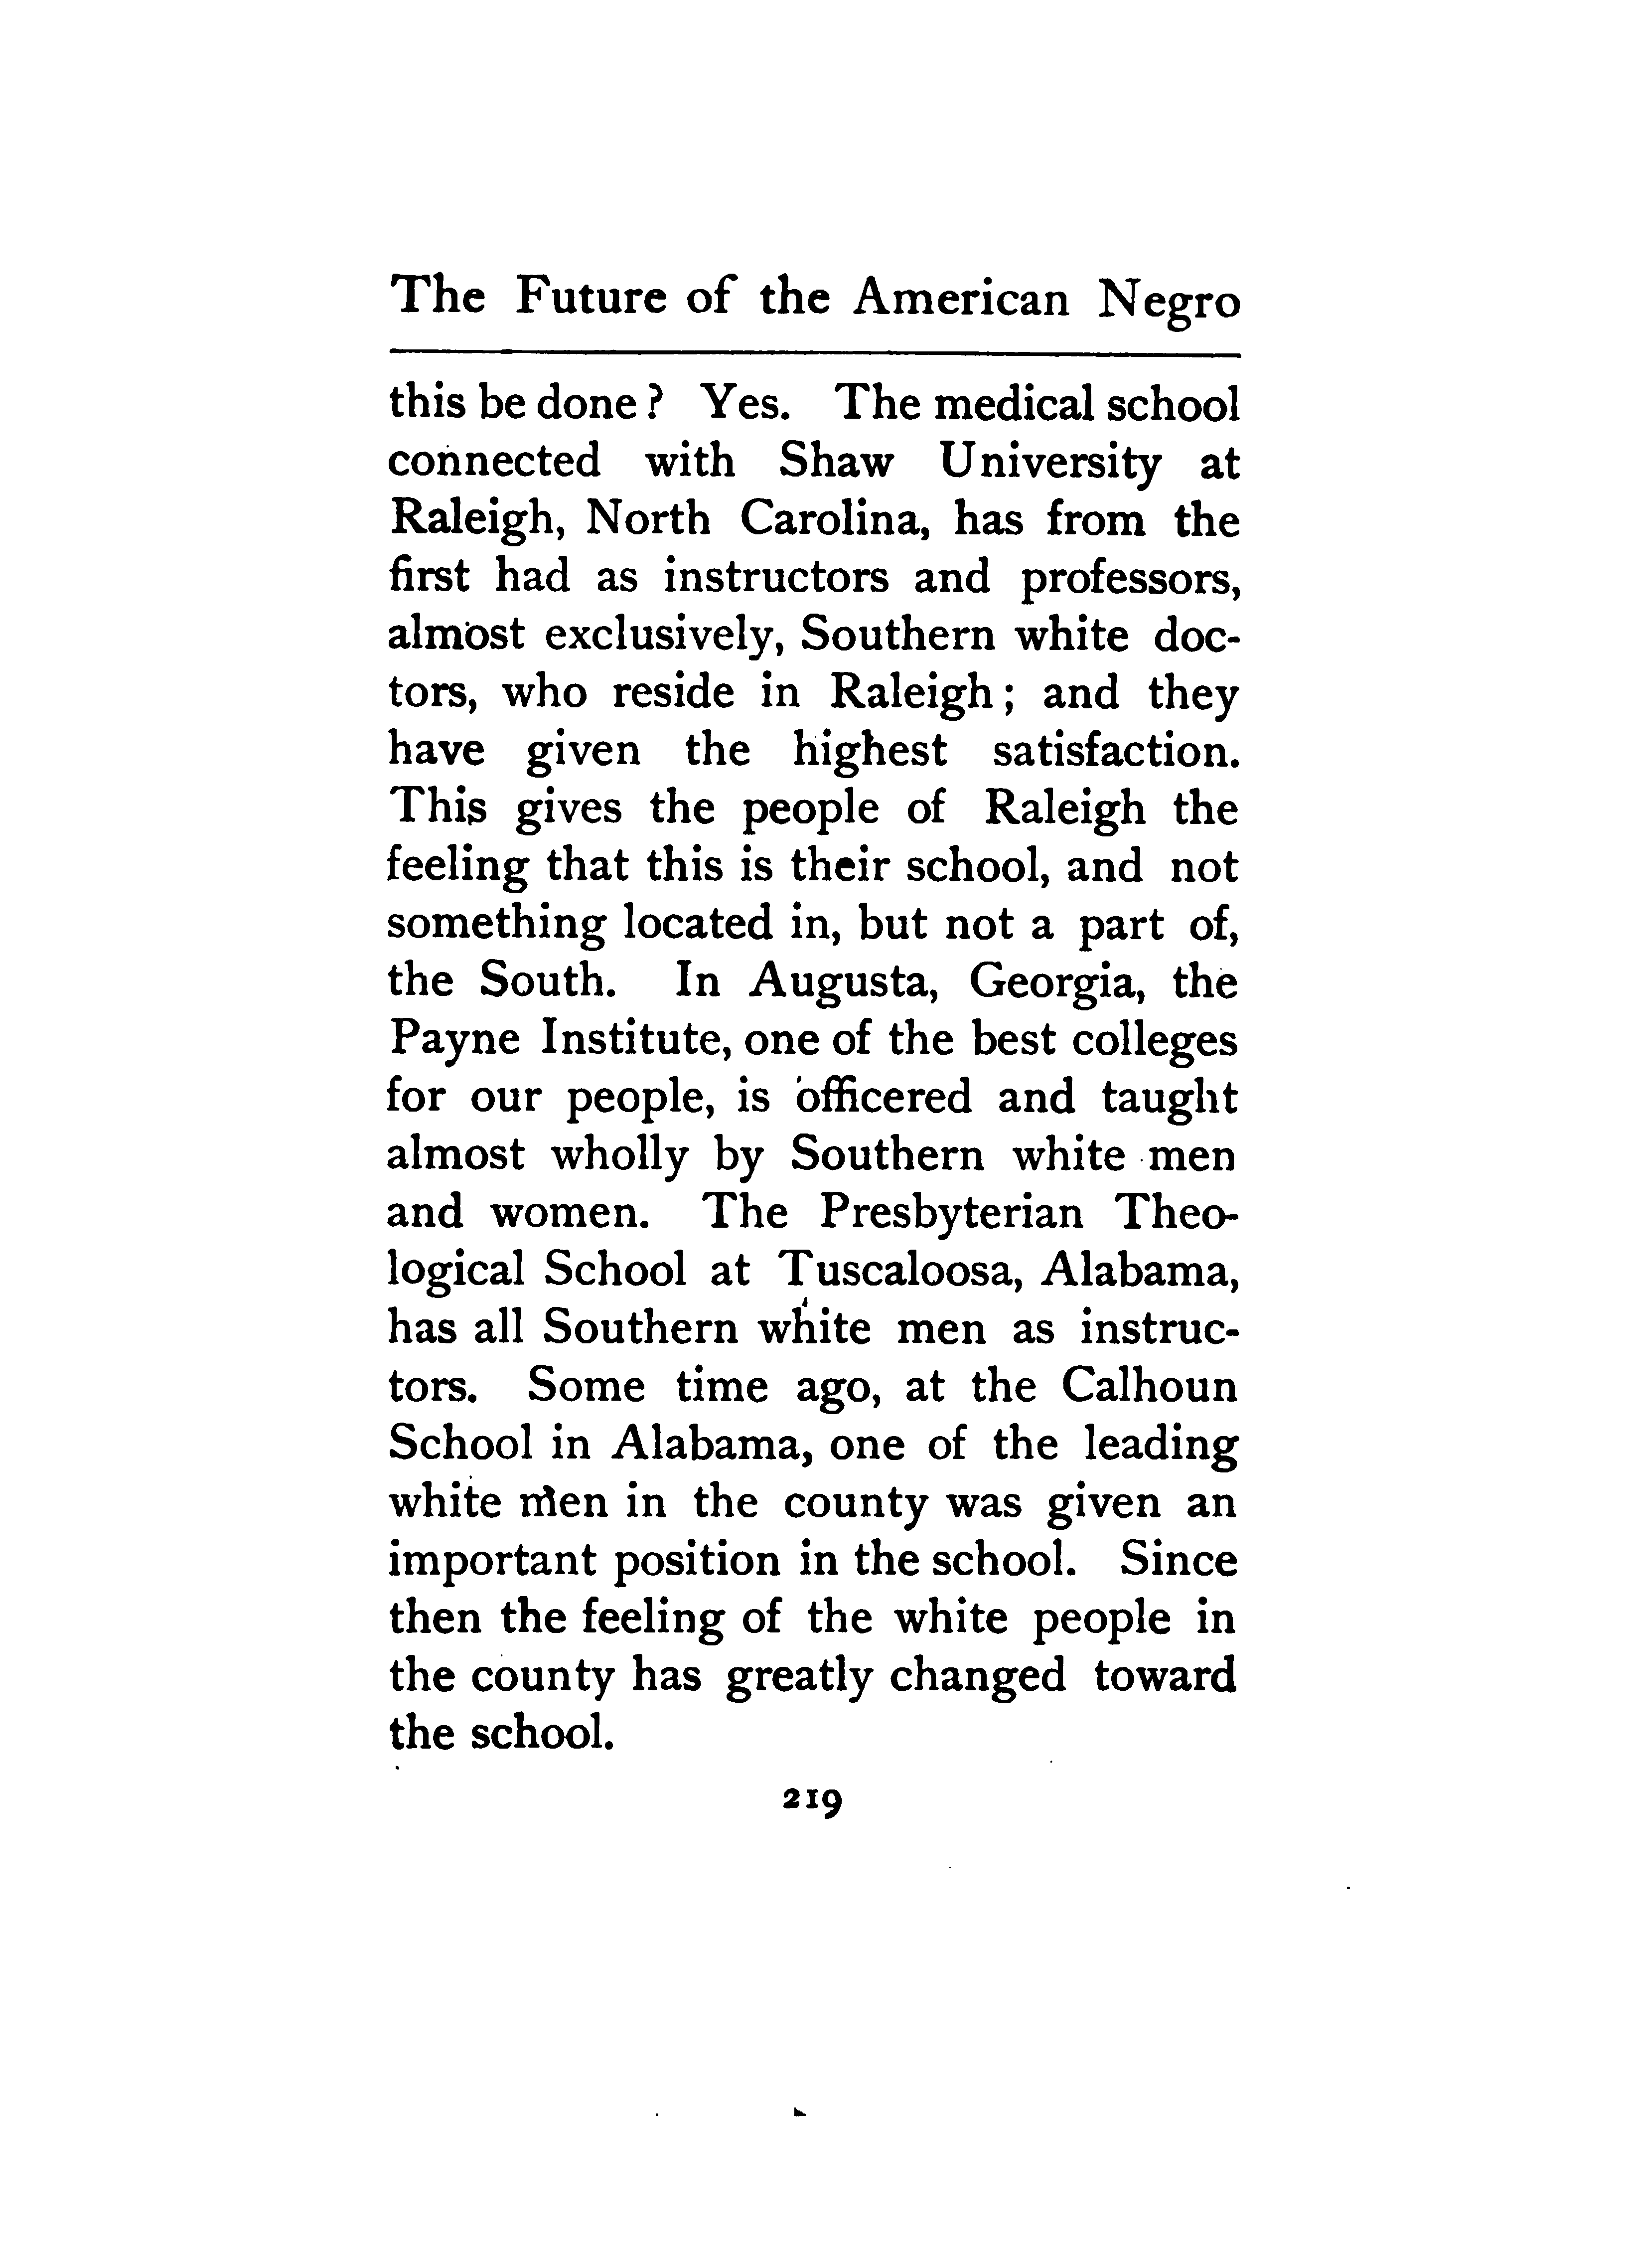 The Future of the American Negro
this be done? Yes. The medical school
connected with Shaw University at
Raleigh, North Carolina, has from the
first had as instructors and professors,
almost exclusively, Southern white doc-
tors, who reside in Raleigh; and they
have given the highest satisfaction.
This gives the people of Raleigh the
feeling that this is their school, and not
something located in, but not a part of,
the South. In Augusta, Georgia, the
Payne Institute, one of the best colleges
for our people, is officered and taught
almost wholly by Southern white men
and women. The Presbyterian Theo-
logical School at Tuscaloosa, Alabama,
has all Southern white men as instruc-
tors. Some time ago, at the Calhoun
School in Alabama, one of the leading
white men in the county was given an
important position in the school. Since
then the feeling of the white people in
the county has greatly changed toward
the school.
219